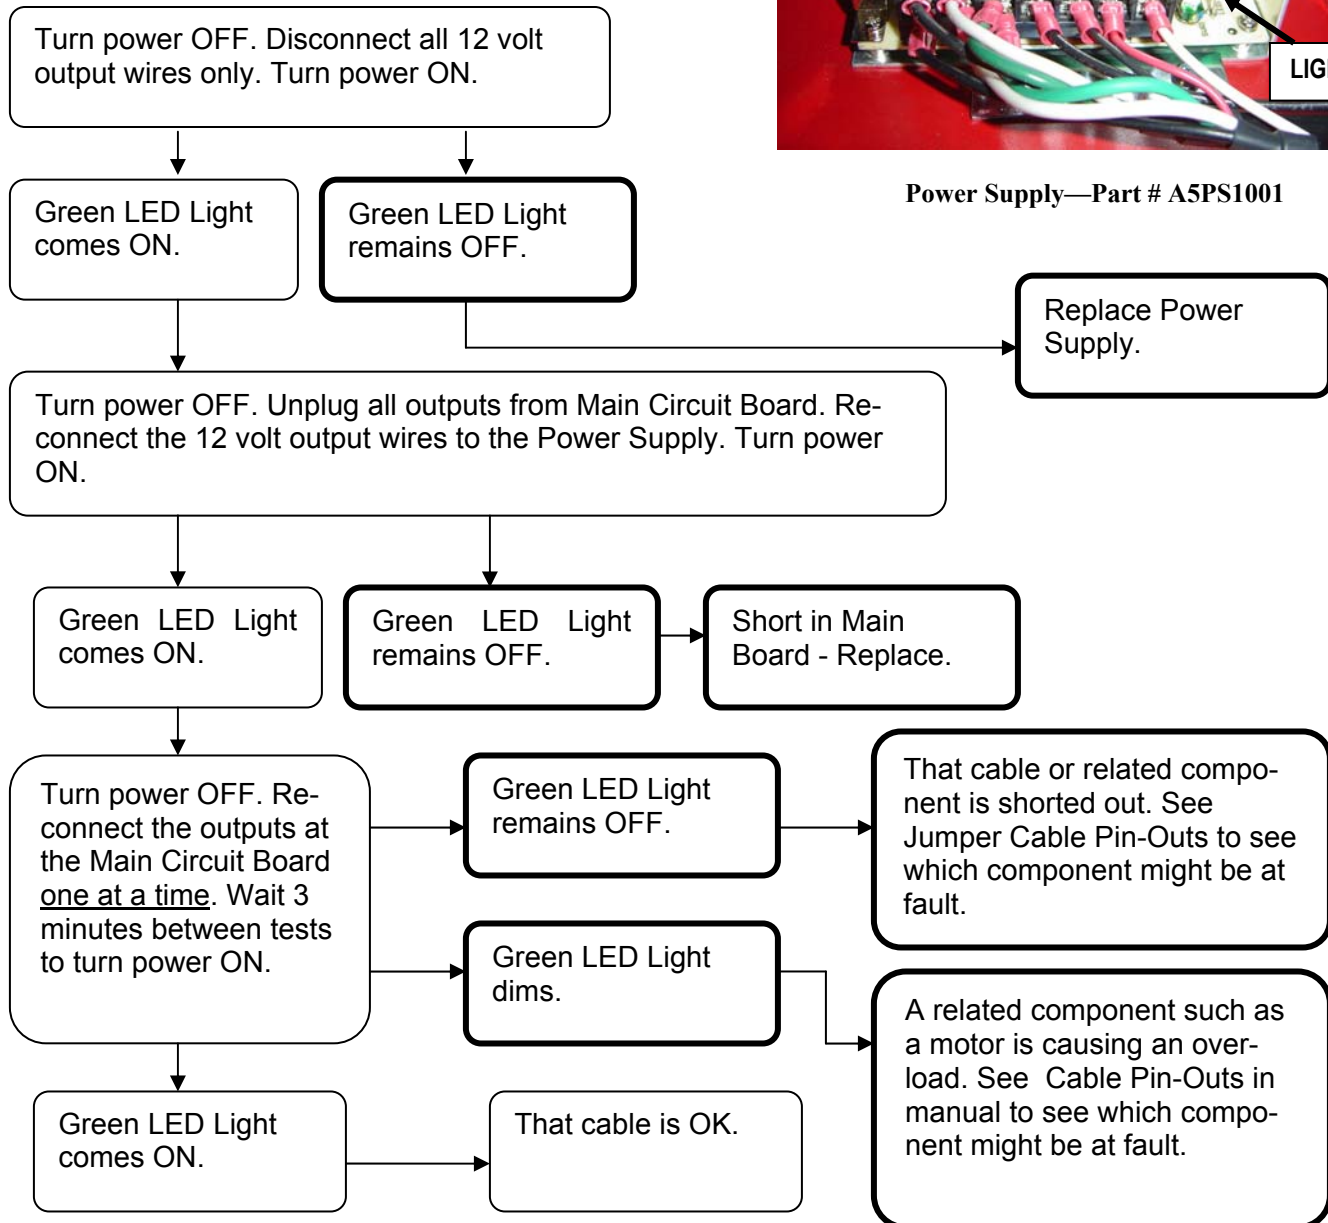 Turn power OFF. Disconnect all 12 volt
output wires only. Turn power ON.
Power Supply—Part # A5PS1001
Green LED Light
comes ON.
Green LED Light
remains OFF.
Replace Power
Supply.
Turn power OFF. Unplug all outputs from Main Circuit Board. Re-
connect the 12 volt output wires to the Power Supply. Turn power
ON.
Green LED Light
comes ON.
Green LED Light
remains OFF.
Short in Main
Board - Replace.
Turn power OFF. Re-
connect the outputs at
the Main Circuit Board
one at a time. Wait 3
minutes between tests
to turn power ON.
Green LED Light
remains OFF.
That cable or related compo-
nent is shorted out. See
Jumper Cable Pin-Outs to see
which component might be at
fault.
Green LED Light
dims.
A related component such as
a motor is causing an over-
load. See  Cable Pin-Outs in
manual to see which compo-
nent might be at fault.
Green LED Light
comes ON.
That cable is OK.